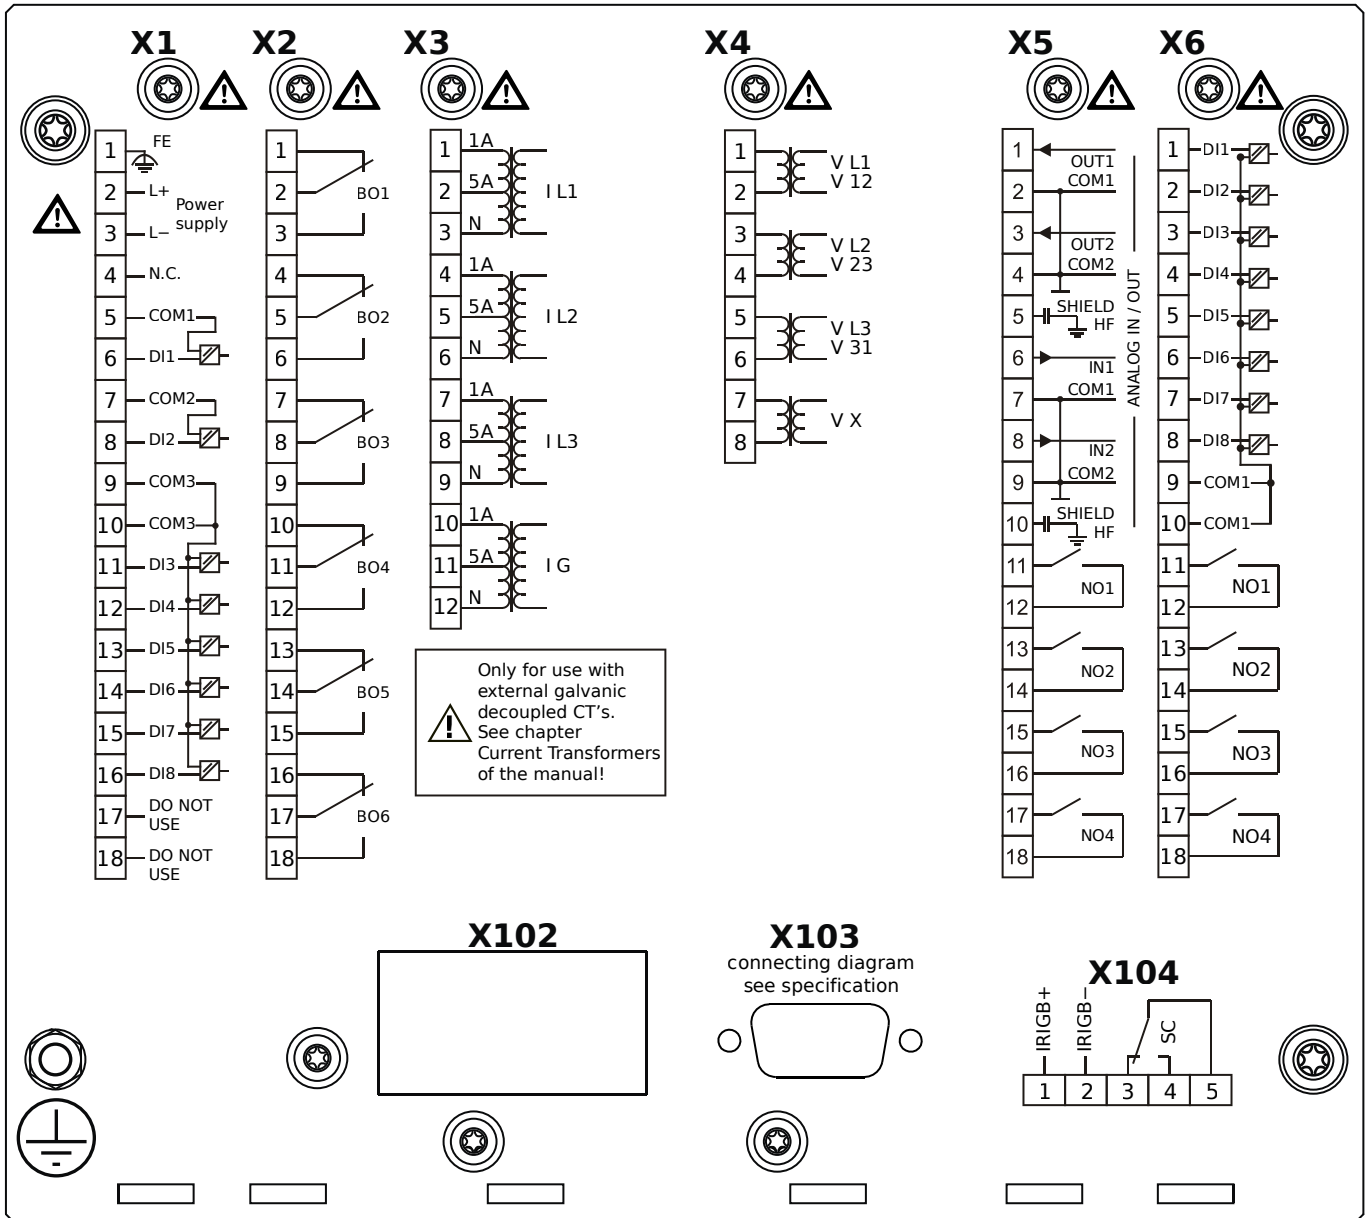 X1
X2
X3
X4
X5
X6
1 FE
2 L+
Power
supply
3 L−
4 N.C.
5 COM1
6 DI1
7 COM2
8 DI2
9 COM3
10 COM3
11 DI3
12 DI4
13 DI5
14 DI6
15 DI7
16 DI8
17 DO NOT
USE
18 DO NOT
USE
1
2 BO1
3
4
5 BO2
6
7
8 BO3
9
10
11 BO4
12
13
14 BO5
15
16
17 BO6
18
1 1A
2 5A I L1
3 N
4 1A
5 5A I L2
6 N
7 1A
8 5A I L3
9 N
10 1A
11 5A I G
12 N
Only for use with
external galvanic
decoupled CT's.
See chapter
Current Transformers
of the manual!
1 V L1
2 V 12
3 V L2
4 V 23
5 V L3
6 V 31
7 V X
8
1 OUT1
2 COM1
3 OUT2
4 COM2
5 SHIELD
HF
6 IN1
7 COM1
8 IN2
9 COM2
10 SHIELD
HF
ANALOG IN / OUT
11
NO1
12
13
NO2
14
15
NO3
16
17
NO4
18
1 DI1
2 DI2
3 DI3
4 DI4
5 DI5
6 DI6
7 DI7
8 DI8
9 COM1
10 COM1
11
NO1
12
13
NO2
14
15
NO3
16
17
NO4
18
X102
X103
connecting diagram
see specification
X104
IRIGB+
IRIGB−
SC
1 2 3 4 5